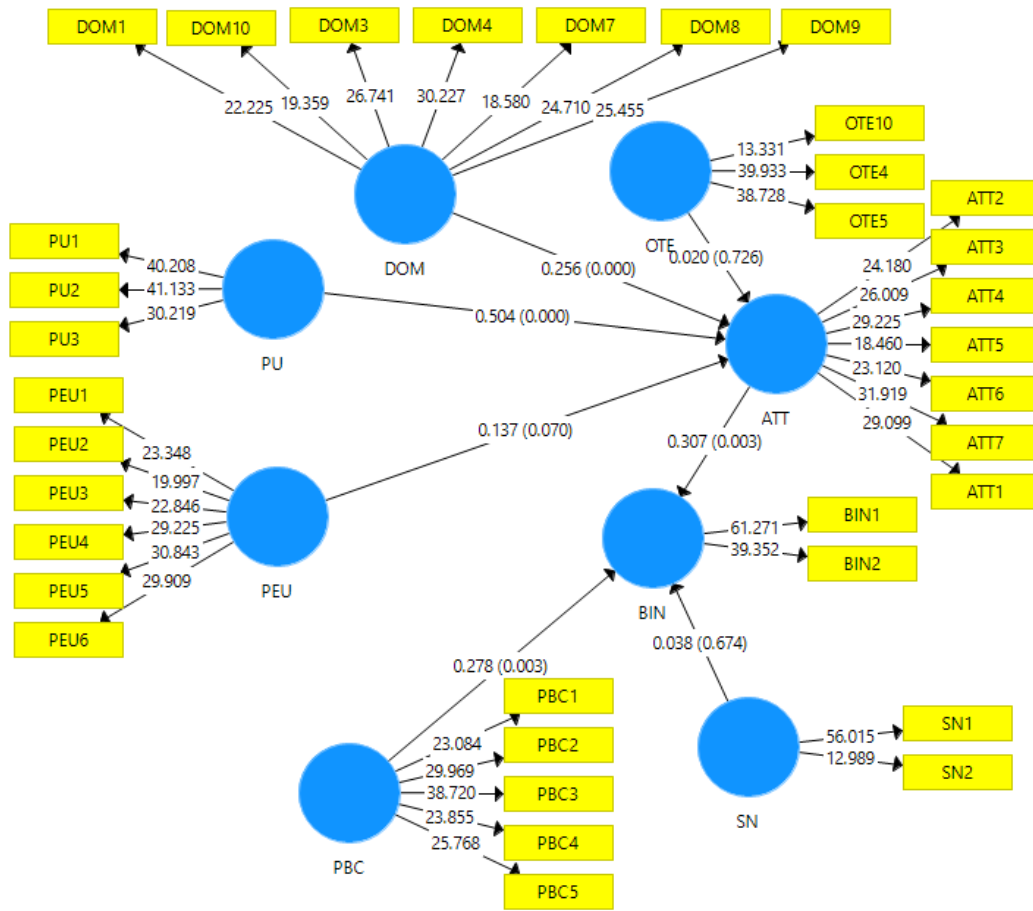 DOM1
DOM10
DOM3
DOM4
DOM7
DOM8
DOM9
22.225
19.359
26.741
30.227
18.580
24.710
25.455
DOM
OTE10
OTE4
OTE5
13.331
39.933
38.728
OTE
0.020 (0.726)
0.256 (0.000)
PU1
PU2
PU3
40.208
41.133
30.219
PU
0.504 (0.000)
ATT2
ATT3
ATT4
ATT5
ATT6
ATT7
ATT1
24.180
26.009
29.225
18.460
23.120
31.919
29.099
ATT
PEU1
PEU2
PEU3
PEU4
PEU5
PEU6
23.348
19.997
22.846
29.225
30.843
29.909
PEU
0.137 (0.070)
0.307 (0.003)
BIN1
BIN2
61.271
39.352
BIN
0.038 (0.674)
0.278 (0.003)
PBC1
PBC2
PBC3
PBC4
PBC5
23.084
29.969
38.720
23.855
25.768
PBC
SN1
SN2
56.015
12.989
SN